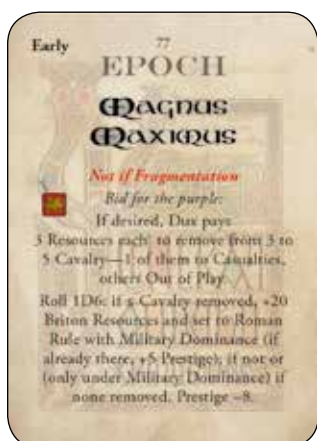 Early
77
EPOCH
Magnus
Maximus
Not if Fragmentation
Bid for the purple:
If desired, Dux pays
3 Resources each to remove from 3 to
5 Cavalry—1 of them to Casualties,
others Out of Play.
Roll 1D6: if ≤ Cavalry removed, +20
Briton Resources and set to Roman
Rule with Military Dominance (if
already there, +5 Prestige); if not or
(only under Military Dominance) if
none removed, Prestige –8.